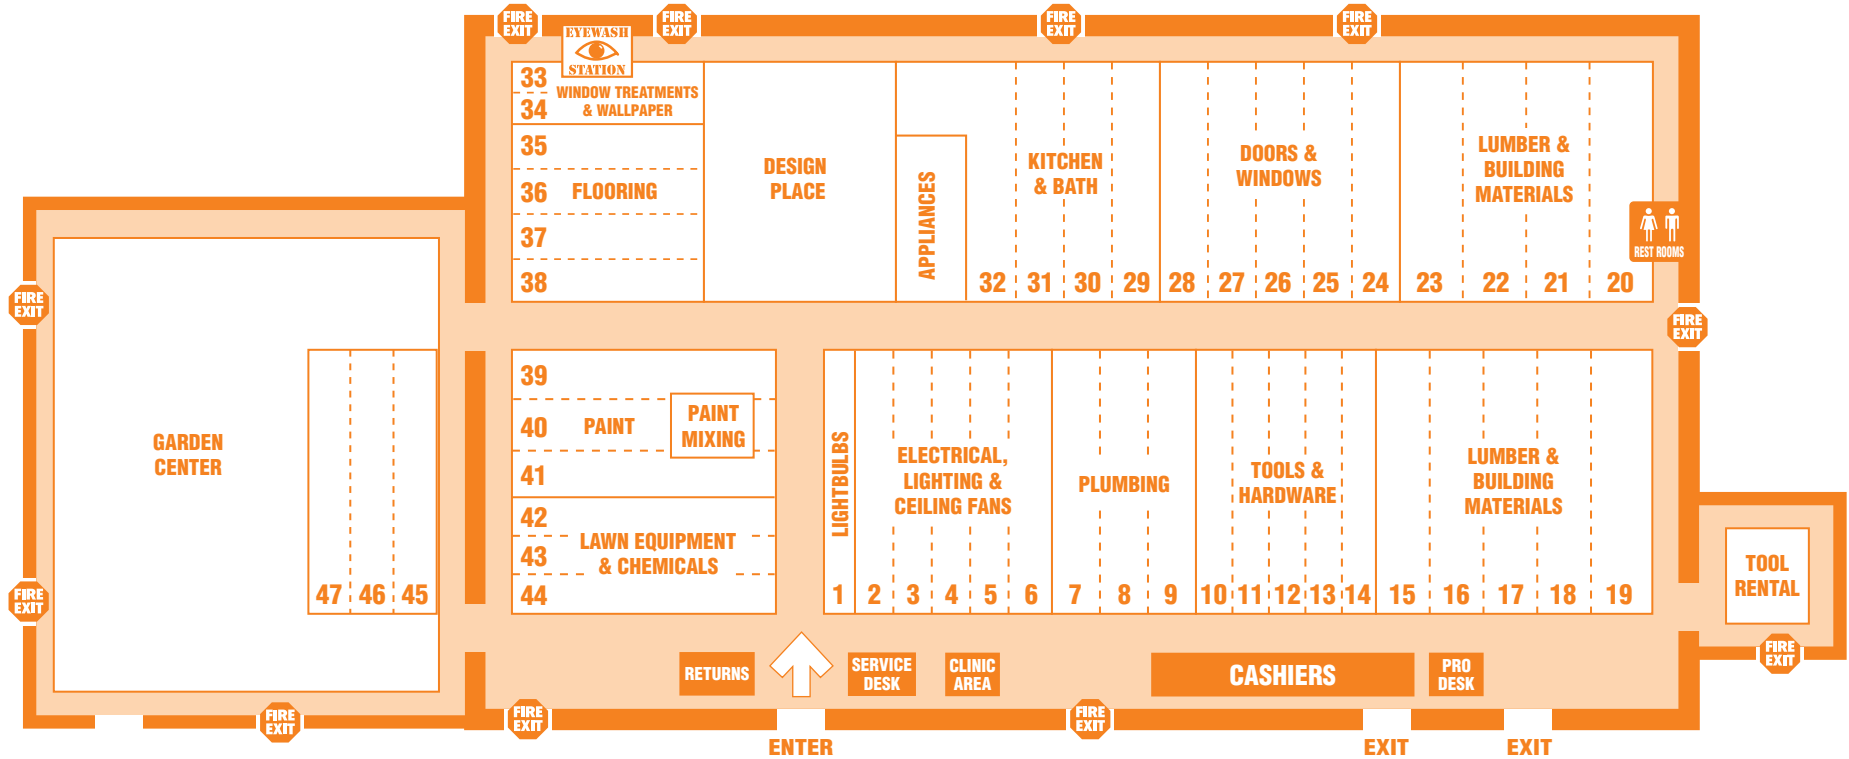 FIRE
EXIT
FIRE
EXIT
FIRE
EXIT
FIRE
EXIT
EYEWASH
STATION
33
34
WINDOW TREATMENTS
& WALLPAPER
35
36
FLOORING
37
38
DESIGN
PLACE
APPLIANCES
KITCHEN
& BATH
32 31 30 29
DOORS &
WINDOWS
28 27 26 25 24
LUMBER &
BUILDING
MATERIALS
23 22 21 20
REST ROOMS
FIRE
EXIT
FIRE
EXIT
GARDEN
CENTER
47 46 45
FIRE
EXIT
FIRE
EXIT
39
40
PAINT
PAINT
MIXING
41
42
43
LAWN EQUIPMENT
& CHEMICALS
44
LIGHTBULBS
1
ELECTRICAL,
LIGHTING &
CEILING FANS
2 3 4 5 6
PLUMBING
7 8 9
TOOLS &
HARDWARE
10 11 12 13 14
LUMBER &
BUILDING
MATERIALS
15 16 17 18 19
TOOL
RENTAL
FIRE
EXIT
RETURNS
SERVICE
DESK
CLINIC
AREA
CASHIERS
PRO
DESK
FIRE
EXIT
FIRE
EXIT
ENTER
EXIT
EXIT